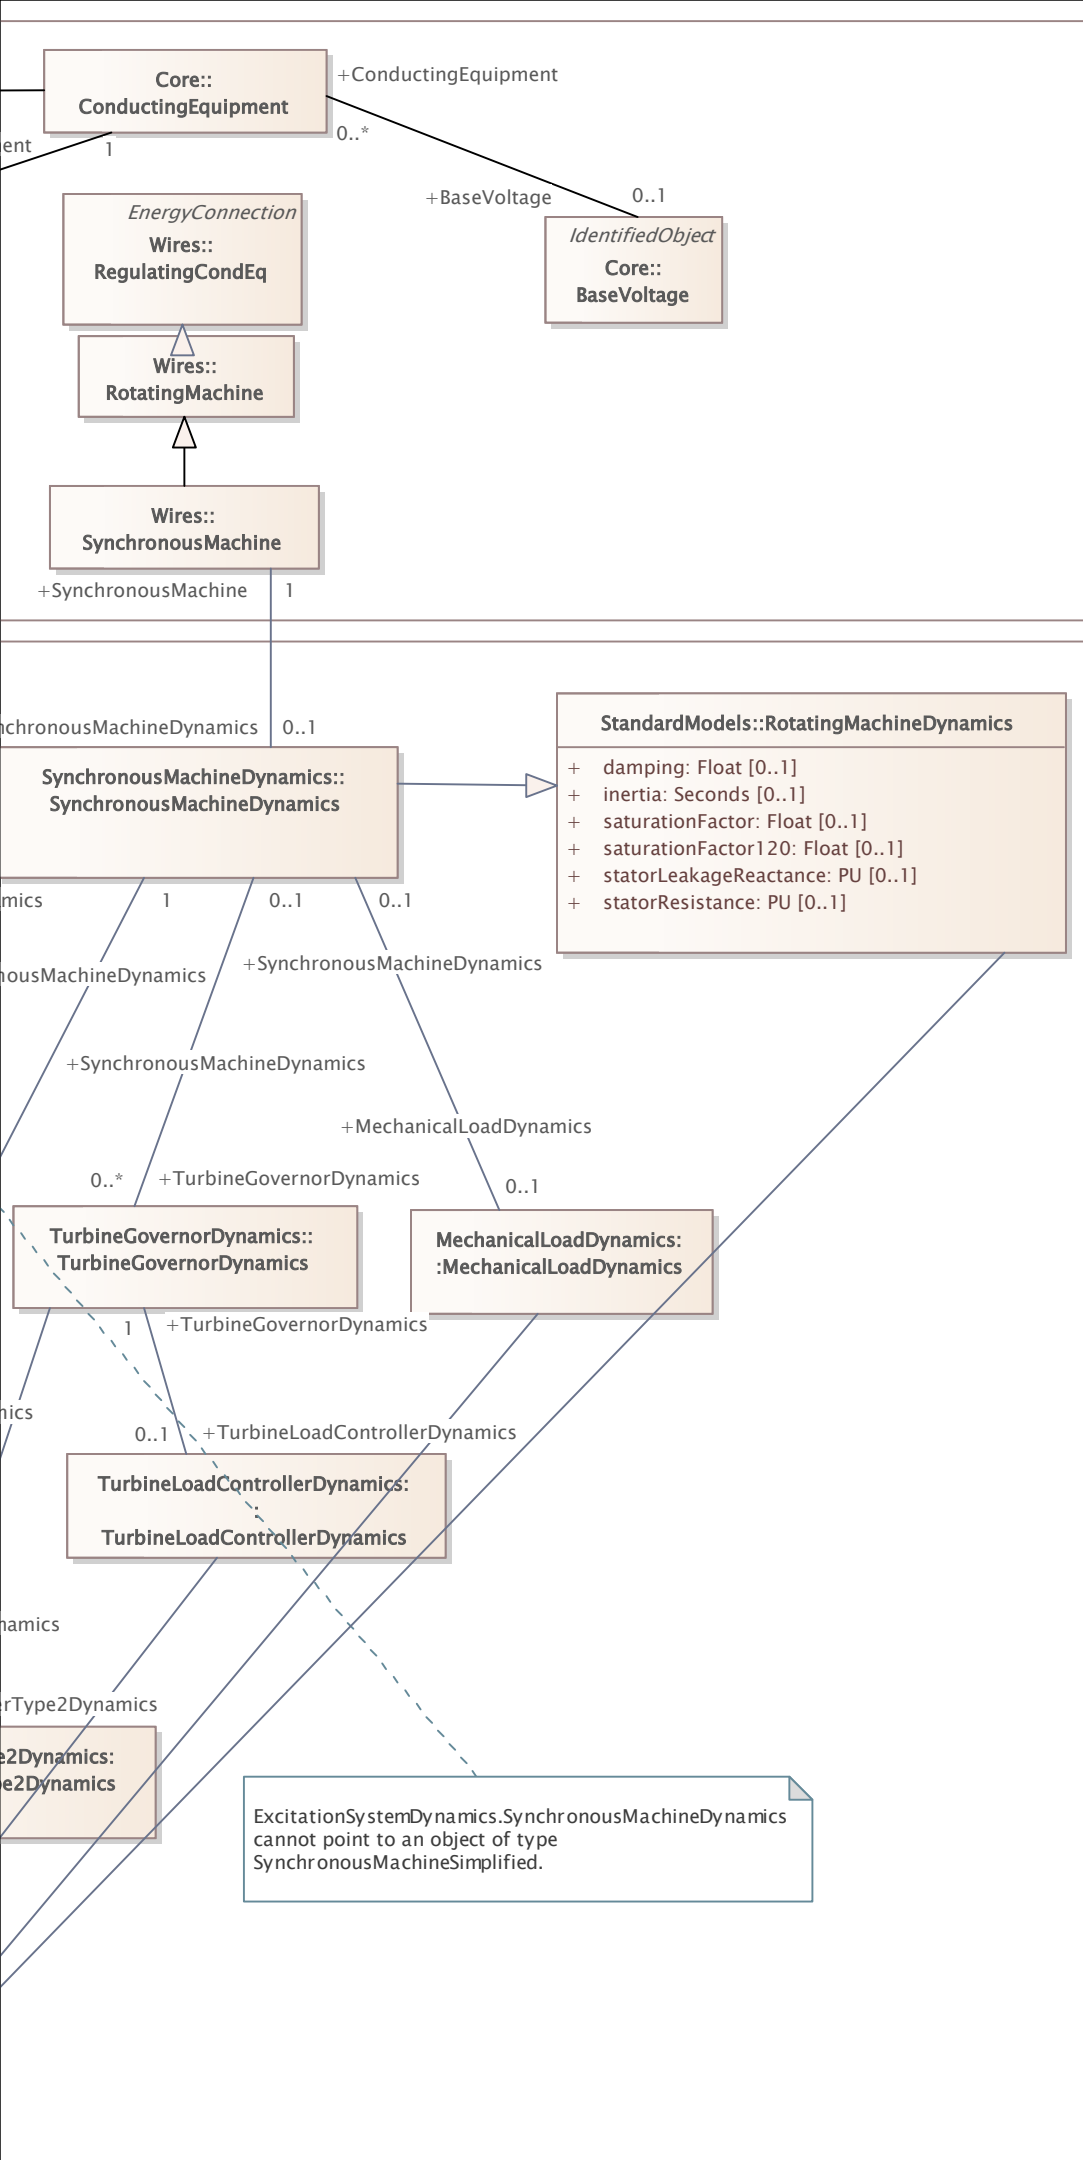 Core::
ConductingEquipment
+ConductingEquipment
0..*
1
+BaseVoltage
0..1
EnergyConnection
Wires::
RegulatingCondEq
IdentifiedObject
Core::
BaseVoltage
Wires::
RotatingMachine
Wires::
SynchronousMachine
+SynchronousMachine
1
0..1
SynchronousMachineDynamics::
SynchronousMachineDynamics
StandardModels::RotatingMachineDynamics
+ damping: Float [0..1]
+ inertia: Seconds [0..1]
+ saturationFactor: Float [0..1]
+ saturationFactor120: Float [0..1]
+ statorLeakageReactance: PU [0..1]
+ statorResistance: PU [0..1]
1
0..1
0..1
+SynchronousMachineDynamics
+SynchronousMachineDynamics
+MechanicalLoadDynamics
0..*
+TurbineGovernorDynamics
0..1
TurbineGovernorDynamics::
TurbineGovernorDynamics
MechanicalLoadDynamics:
:MechanicalLoadDynamics
1
+TurbineGovernorDynamics
0..1
+TurbineLoadControllerDynamics
TurbineLoadControllerDynamics:
:
TurbineLoadControllerDynamics
ExcitationSystemDynamics.SynchronousMachineDynamics
cannot point to an object of type
SynchronousMachineSimplified.